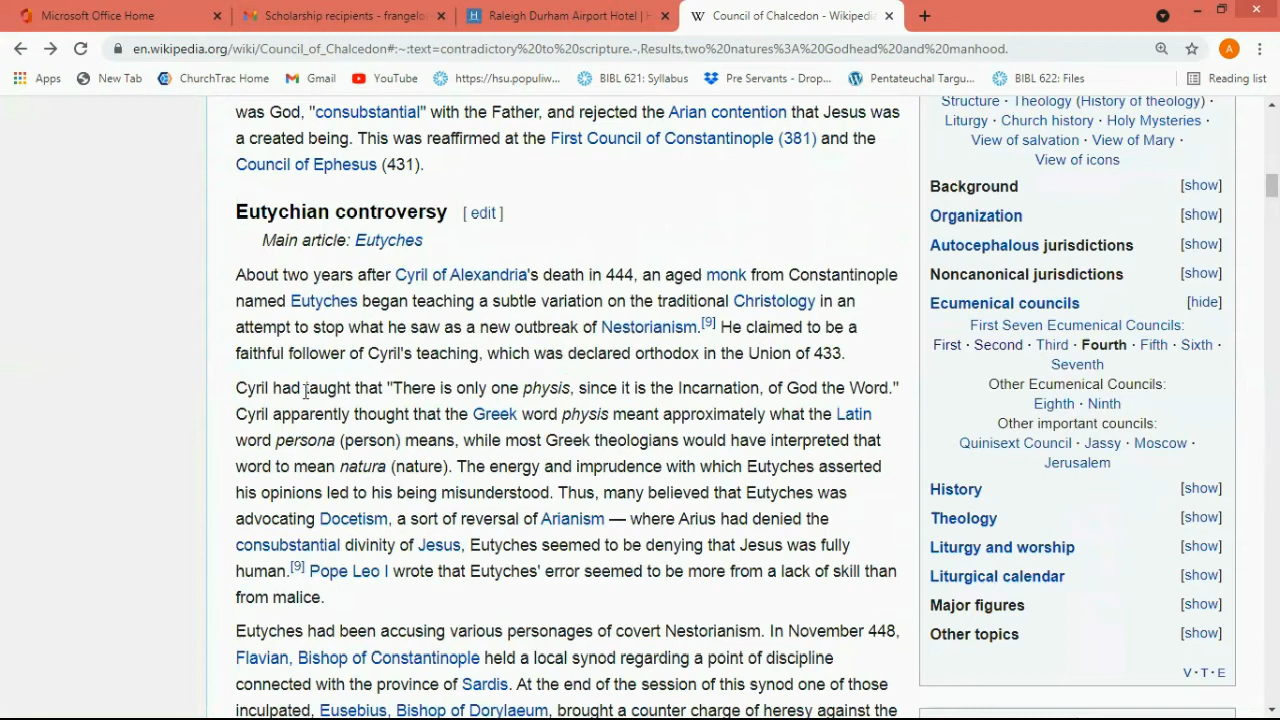 Microsoft Office Home
Scholarship recipients - frangelo
Raleigh Durham Airport Hotel | H
Council of Chalcedon - Wikipedia
en.wikipedia.org/wiki/Council_of_Chalcedon#:~:text=contradictory%20to%20scripture.-,Results,two%20natures%3A%20Godhead%20and%20manhood.
A
Apps
New Tab
ChurchTrac Home
Gmail
YouTube
https://hsu.populiw...
BIBL 621: Syllabus
Pre Servants - Drop...
Pentateuchal Targu...
BIBL 622: Files
Reading list
was God, "consubstantial" with the Father, and rejected the Arian contention that Jesus was
a created being. This was reaffirmed at the First Council of Constantinople (381) and the
Council of Ephesus (431).
Eutychian controversy [ edit ]
Main article: Eutyches
About two years after Cyril of Alexandria's death in 444, an aged monk from Constantinople
named Eutyches began teaching a subtle variation on the traditional Christology in an
attempt to stop what he saw as a new outbreak of Nestorianism.[9] He claimed to be a
faithful follower of Cyril's teaching, which was declared orthodox in the Union of 433.
Cyril had taught that "There is only one physis, since it is the Incarnation, of God the Word."
Cyril apparently thought that the Greek word physis meant approximately what the Latin
word persona (person) means, while most Greek theologians would have interpreted that
word to mean natura (nature). The energy and imprudence with which Eutyches asserted
his opinions led to his being misunderstood. Thus, many believed that Eutyches was
advocating Docetism, a sort of reversal of Arianism — where Arius had denied the
consubstantial divinity of Jesus, Eutyches seemed to be denying that Jesus was fully
human.[9] Pope Leo I wrote that Eutyches' error seemed to be more from a lack of skill than
from malice.
Eutyches had been accusing various personages of covert Nestorianism. In November 448,
Flavian, Bishop of Constantinople held a local synod regarding a point of discipline
connected with the province of Sardis. At the end of the session of this synod one of those
inculpated, Eusebius, Bishop of Dorylaeum, brought a counter charge of heresy against the
Structure · Theology (History of theology) ·
Liturgy · Church history · Holy Mysteries ·
View of salvation · View of Mary ·
View of icons
Background [show]
Organization [show]
Autocephalous jurisdictions [show]
Noncanonical jurisdictions [show]
Ecumenical councils [hide]
First Seven Ecumenical Councils:
First · Second · Third · Fourth · Fifth · Sixth ·
Seventh
Other Ecumenical Councils:
Eighth · Ninth
Other important councils:
Quinisext Council · Jassy · Moscow ·
Jerusalem
History [show]
Theology [show]
Liturgy and worship [show]
Liturgical calendar [show]
Major figures [show]
Other topics [show]
V · T · E